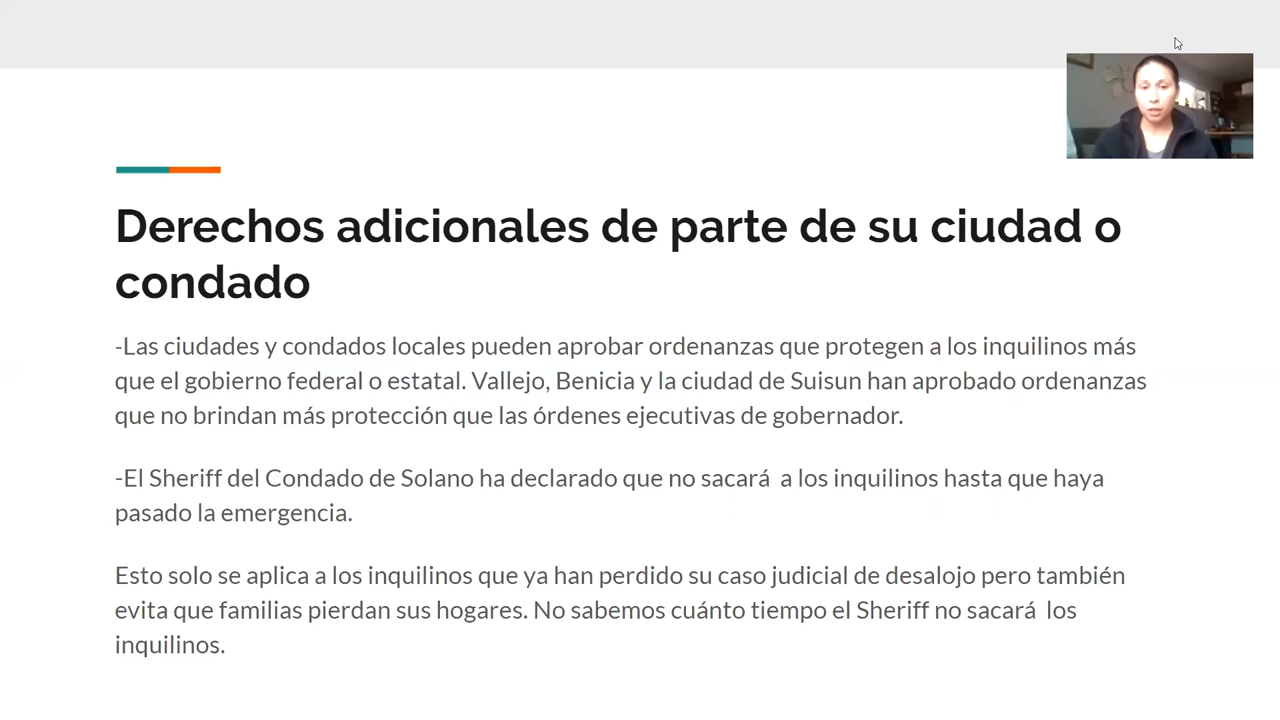 Derechos adicionales de parte de su ciudad o
condado
-Las ciudades y condados locales pueden aprobar ordenanzas que protegen a los inquilinos más
que el gobierno federal o estatal. Vallejo, Benicia y la ciudad de Suisun han aprobado ordenanzas
que no brindan más protección que las órdenes ejecutivas de gobernador.
-El Sheriff del Condado de Solano ha declarado que no sacará a los inquilinos hasta que haya
pasado la emergencia.
Esto solo se aplica a los inquilinos que ya han perdido su caso judicial de desalojo pero también
evita que familias pierdan sus hogares. No sabemos cuánto tiempo el Sheriff no sacará los
inquilinos.